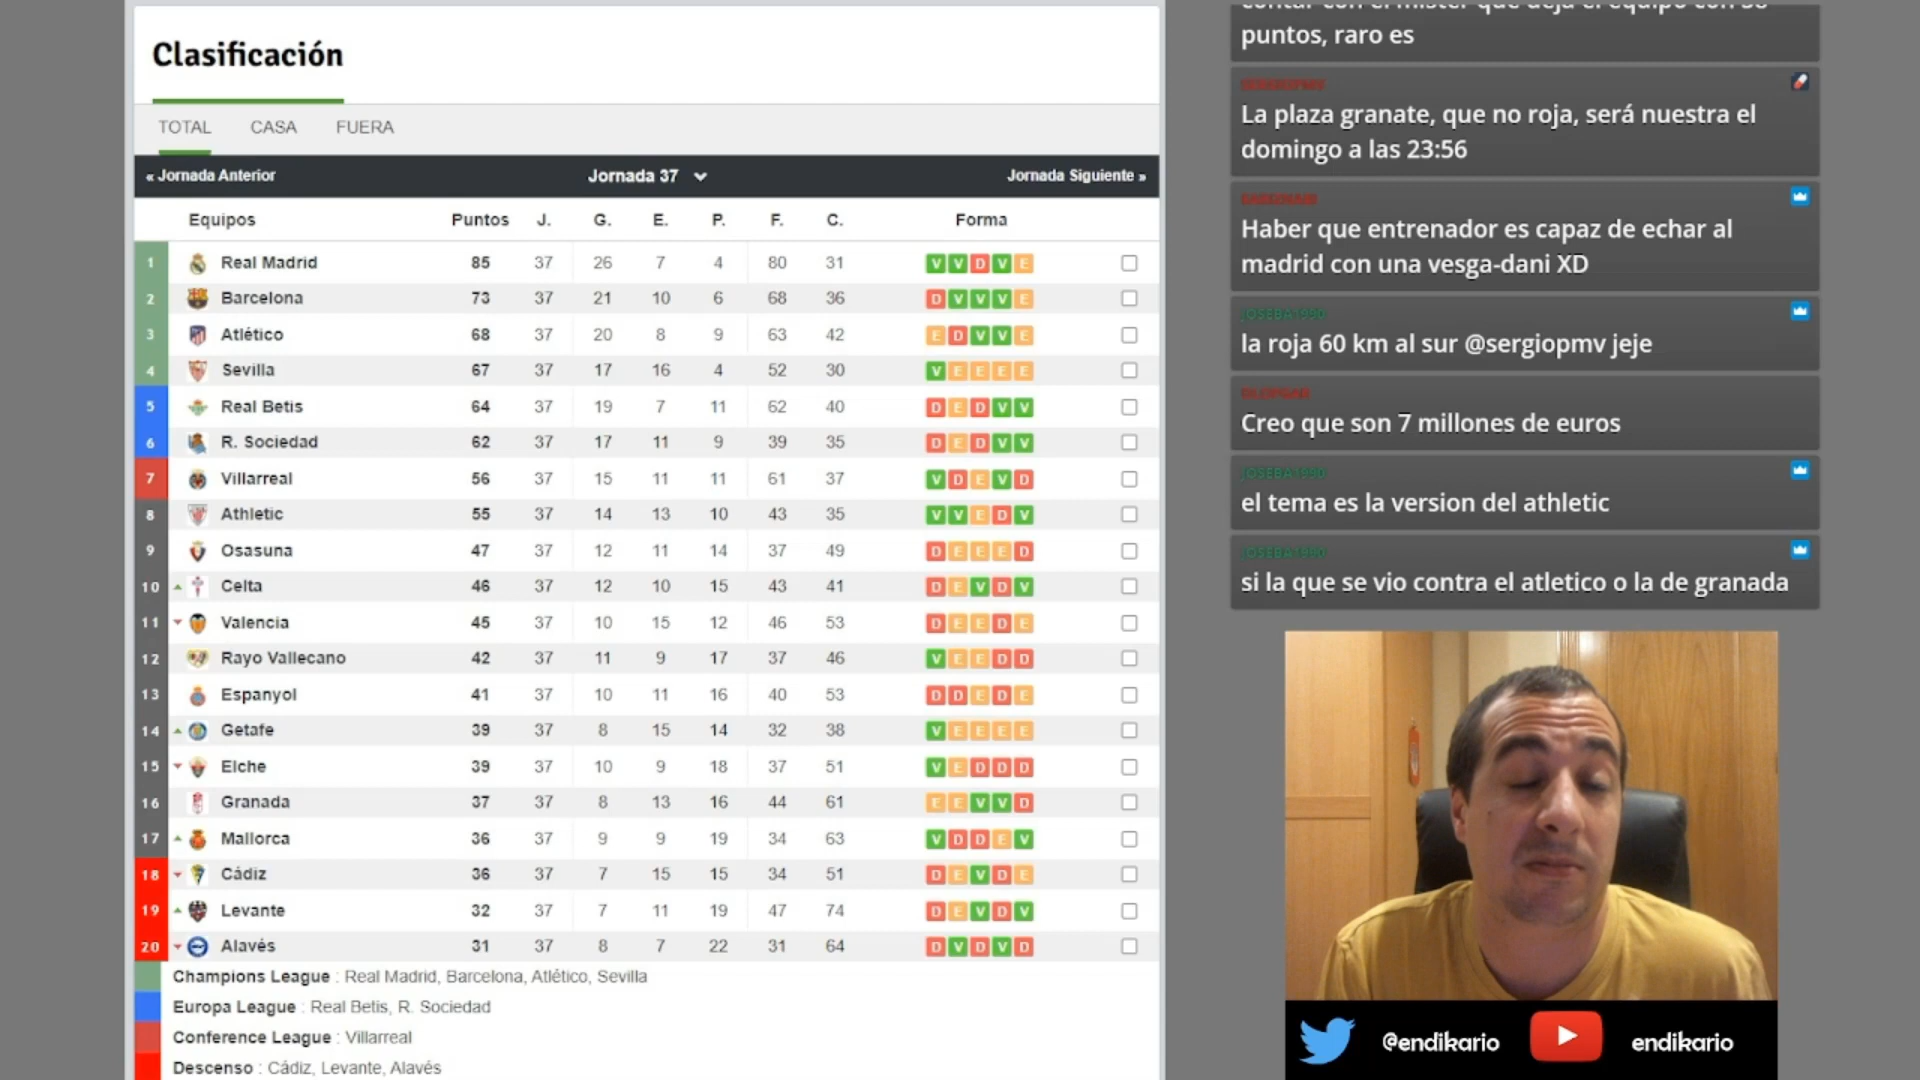 Clasificación
TOTAL CASA FUERA
« Jornada Anterior Jornada 37 Jornada Siguiente »
Equipos Puntos J. G. E. P. F. C. Forma
1 Real Madrid 85 37 26 7 4 80 31 V V D V E
2 Barcelona 73 37 21 10 6 68 36 D V V V E
3 Atlético 68 37 20 8 9 63 42 E D V V E
4 Sevilla 67 37 17 16 4 52 30 V E E E E
5 Real Betis 64 37 19 7 11 62 40 D E D V V
6 R. Sociedad 62 37 17 11 9 39 35 D E D V V
7 Villarreal 56 37 15 11 11 61 37 V D E V D
8 Athletic 55 37 14 13 10 43 35 V V E D V
9 Osasuna 47 37 12 11 14 37 49 D E E E D
10 Celta 46 37 12 10 15 43 41 D E V D V
11 Valencia 45 37 10 15 12 46 53 D E E D E
12 Rayo Vallecano 42 37 11 9 17 37 46 V E E D D
13 Espanyol 41 37 10 11 16 40 53 D D E D E
14 Getafe 39 37 8 15 14 32 38 V E E E E
15 Elche 39 37 10 9 18 37 51 V E D D D
16 Granada 37 37 8 13 16 44 61 E E V V D
17 Mallorca 36 37 9 9 19 34 63 V D D E V
18 Cádiz 36 37 7 15 15 34 51 D E V D E
19 Levante 32 37 7 11 19 47 74 D E V D V
20 Alavés 31 37 8 7 22 31 64 D V D V D
Champions League : Real Madrid, Barcelona, Atlético, Sevilla
Europa League : Real Betis, R. Sociedad
Conference League : Villarreal
Descenso : Cádiz, Levante, Alavés
puntos, raro es
La plaza granate, que no roja, será nuestra el
domingo a las 23:56
Haber que entrenador es capaz de echar al
madrid con una vesga-dani XD
JOSEBA1990
la roja 60 km al sur @sergiopmv jeje
Creo que son 7 millones de euros
JOSEBA1990
el tema es la version del athletic
JOSEBA1990
si la que se vio contra el atletico o la de granada
@endikario endikario